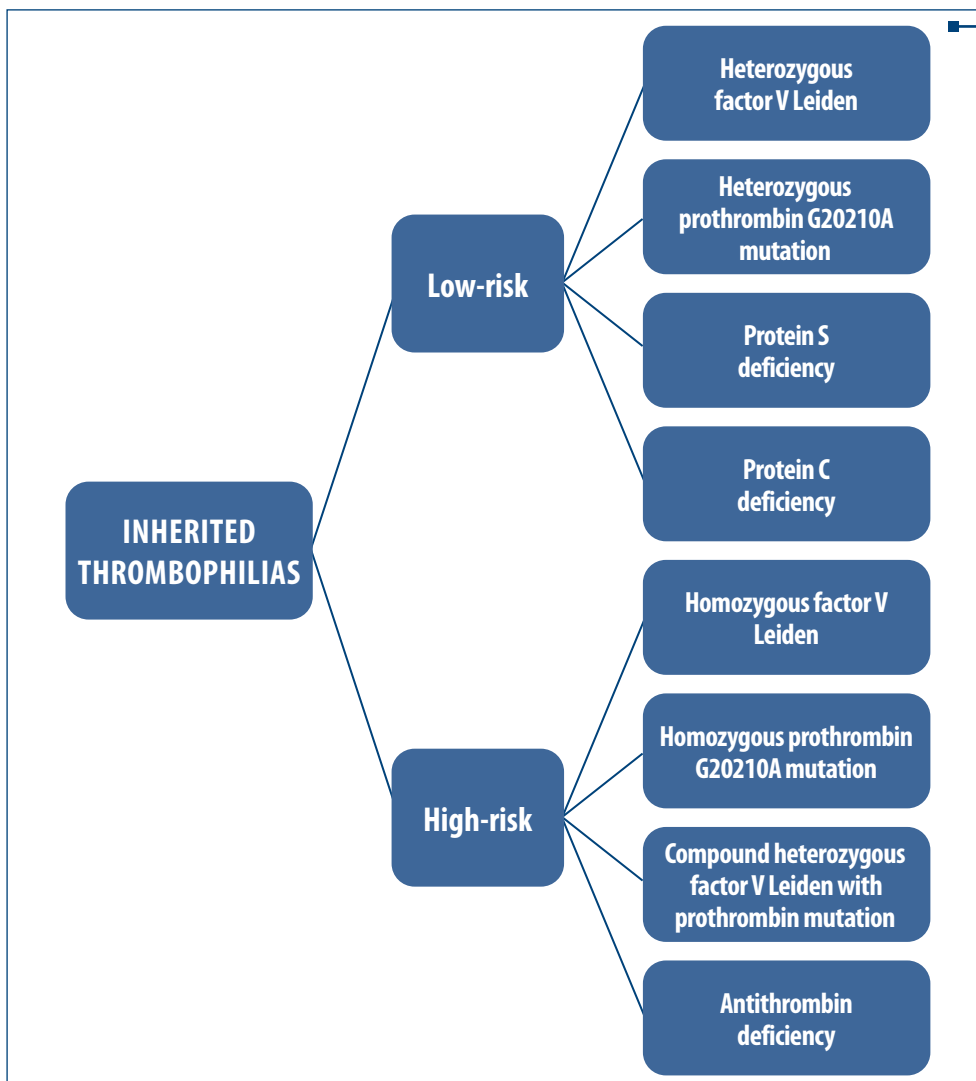 INHERITED
THROMBOPHILIAS
Low-risk
Heterozygous
factor V Leiden
Heterozygous
prothrombin G20210A
mutation
Protein S
deficiency
Protein C
deficiency
High-risk
Homozygous factor V
Leiden
Homozygous prothrombin
G20210A mutation
Compound heterozygous
factor V Leiden with
prothrombin mutation
Antithrombin
deficiency